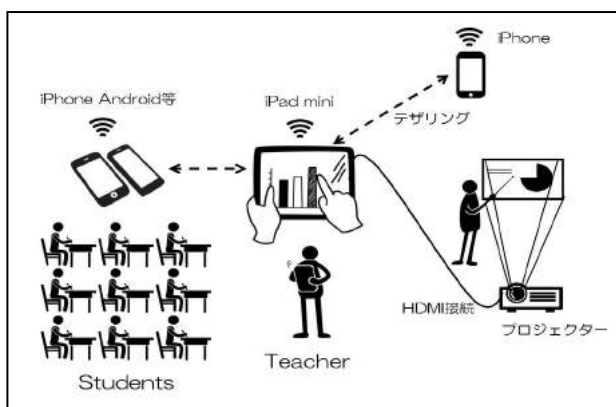 iPhone
iPhone Android等
iPad mini
テザリング
HDMI接続
プロジェクター
Teacher
Students